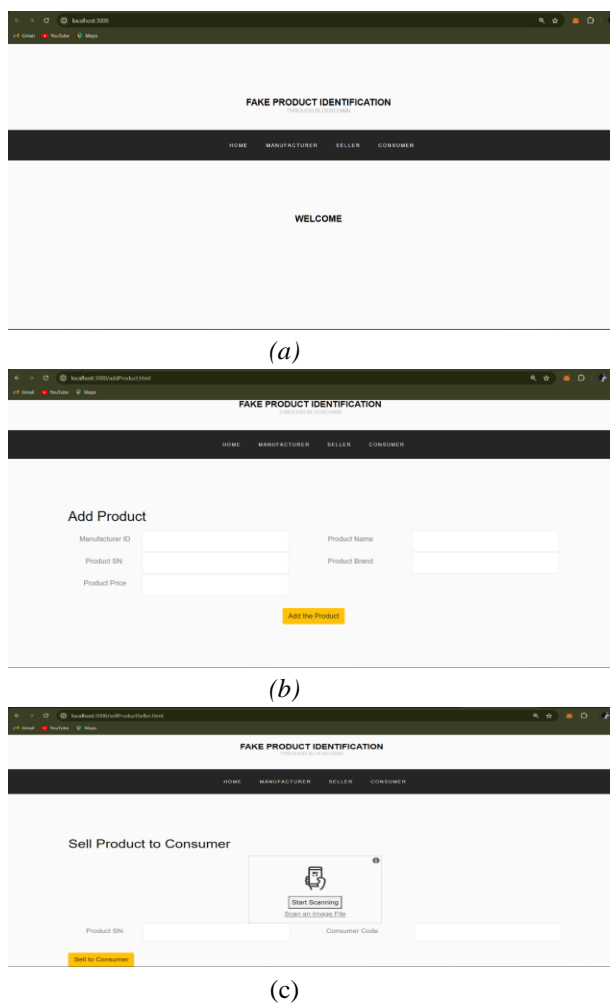 localhost:3000
Gmail YouTube Maps
FAKE PRODUCT IDENTIFICATION
THROUGH BLOCKCHAIN
HOME MANUFACTURER SELLER CONSUMER
WELCOME
(a)
localhost:3000/addProduct.html
Gmail YouTube Maps
FAKE PRODUCT IDENTIFICATION
THROUGH BLOCKCHAIN
HOME MANUFACTURER SELLER CONSUMER
Add Product
Manufacturer ID Product Name
Product SN: Product Brand
Product Price
Add the Product
(b)
localhost:3000/sellProductSeller.html
Gmail YouTube Maps
FAKE PRODUCT IDENTIFICATION
THROUGH BLOCKCHAIN
HOME MANUFACTURER SELLER CONSUMER
Sell Product to Consumer
Start Scanning
Scan an Image File
Product SN: Consumer Code
Sell to Consumer
(c)